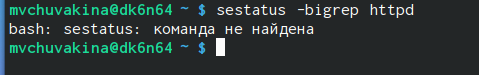 mvchuvakina@dk6n64 ~ $ sestatus -bigrep httpd
bash: sestatus: команда не найдена
mvchuvakina@dk6n64 ~ $